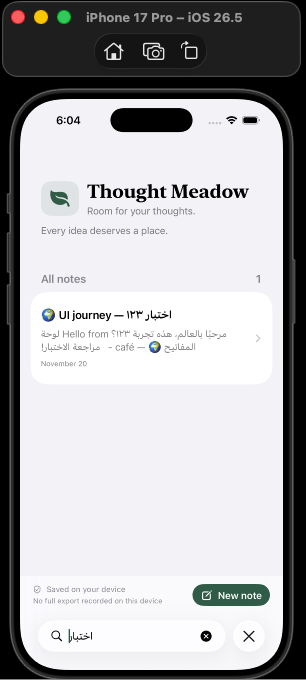 iPhone 17 Pro – iOS 26.5
6:04
Thought Meadow
Room for your thoughts.
Every idea deserves a place.
All notes 1
🌍 UI journey — اختبار ١٢٣
مرحبًا بالعالم، هذه تجربة ١٢٣؟ Hello from لوحة
المفاتيح 🌍 — café - مراجعة الاختبار!
November 20
Saved on your device
No full export recorded on this device
New note
اختبار